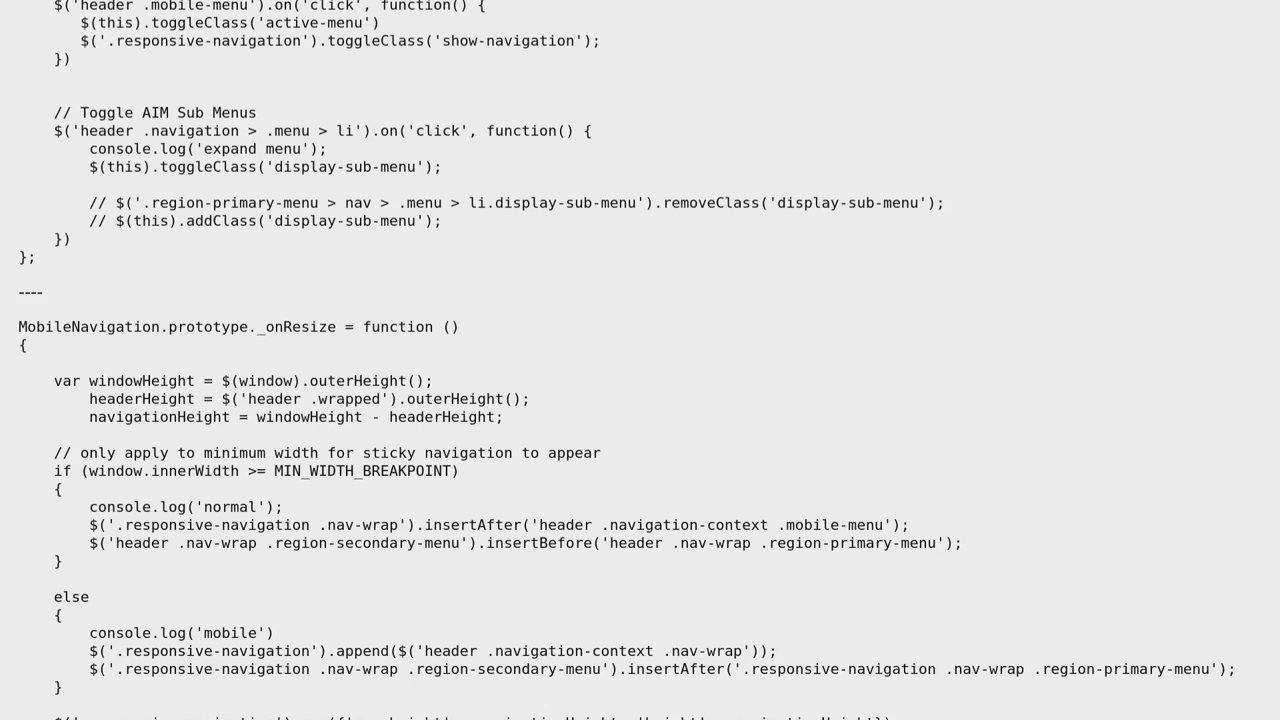 $('header .mobile-menu').on('click', function() {
       $(this).toggleClass('active-menu')
       $('.responsive-navigation').toggleClass('show-navigation');
    })

    // Toggle AIM Sub Menus
    $('header .navigation > .menu > li').on('click', function() {
        console.log('expand menu');
        $(this).toggleClass('display-sub-menu');

        // $('.region-primary-menu > nav > .menu > li.display-sub-menu').removeClass('display-sub-menu');
        // $(this).addClass('display-sub-menu');
    })
};

----

MobileNavigation.prototype._onResize = function ()
{

    var windowHeight = $(window).outerHeight();
        headerHeight = $('header .wrapped').outerHeight();
        navigationHeight = windowHeight - headerHeight;

    // only apply to minimum width for sticky navigation to appear
    if (window.innerWidth >= MIN_WIDTH_BREAKPOINT)
    {
        console.log('normal');
        $('.responsive-navigation .nav-wrap').insertAfter('header .navigation-context .mobile-menu');
        $('header .nav-wrap .region-secondary-menu').insertBefore('header .nav-wrap .region-primary-menu');
    }

    else
    {
        console.log('mobile')
        $('.responsive-navigation').append($('header .navigation-context .nav-wrap'));
        $('.responsive-navigation .nav-wrap .region-secondary-menu').insertAfter('.responsive-navigation .nav-wrap .region-primary-menu');
    }